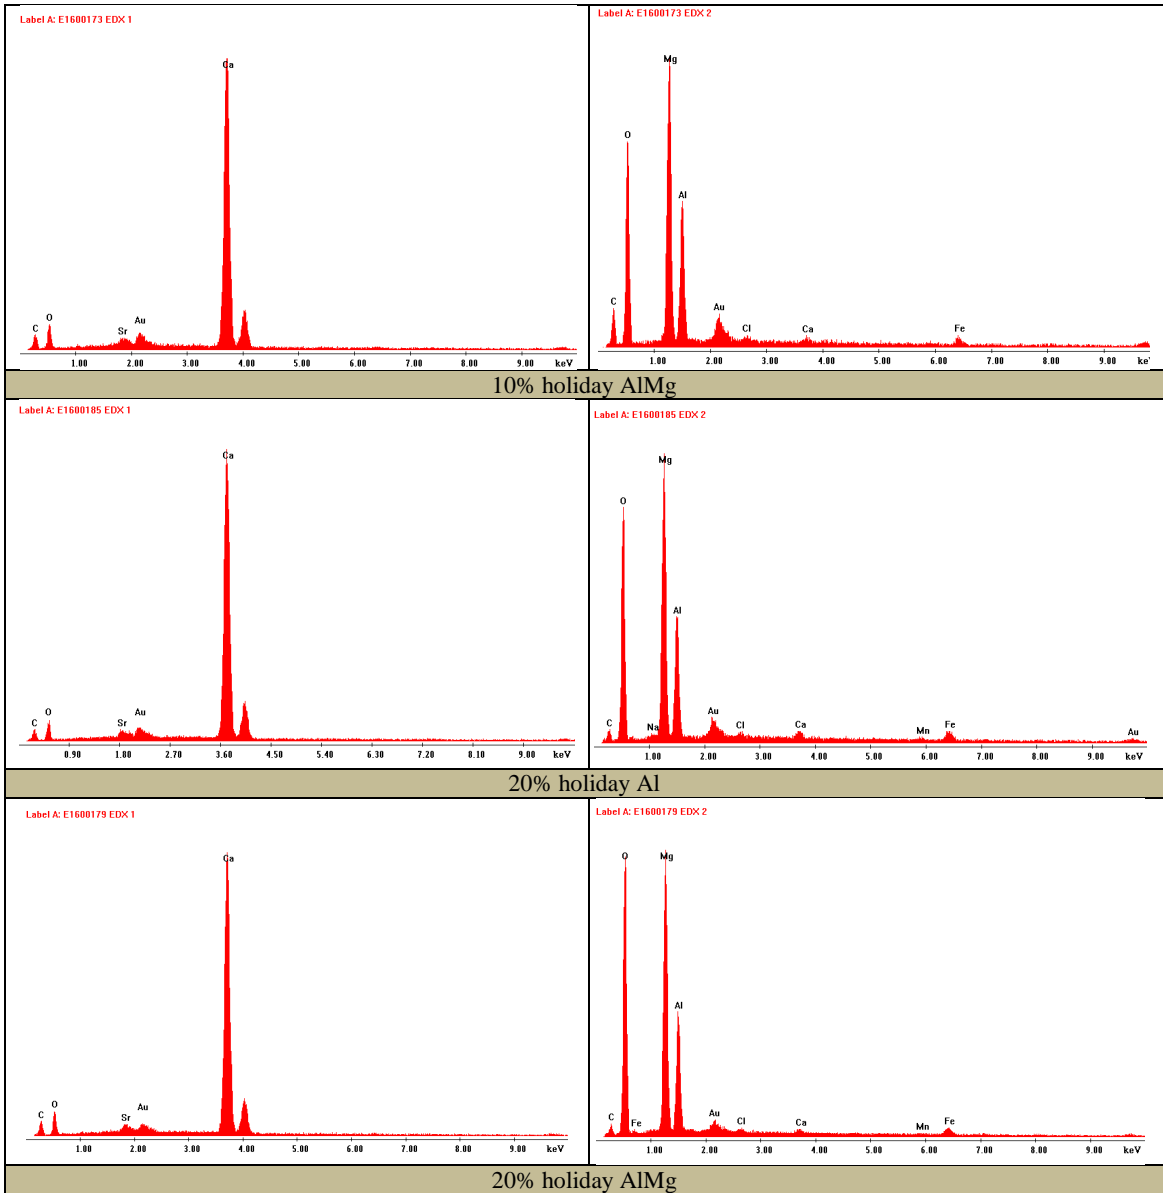 Label A: E1600173 EDX 1
Ca
C O Sr Au
1.00 2.00 3.00 4.00 5.00 6.00 7.00 8.00 9.00 keV
Label A: E1600173 EDX 2
Mg
O
Al
C Au Cl Ca Fe
1.00 2.00 3.00 4.00 5.00 6.00 7.00 8.00 9.00 ke
10% holiday AlMg
Label A: E1600185 EDX 1
Ca
C O Sr Au
0.90 1.80 2.70 3.60 4.50 5.40 6.30 7.20 8.10 9.00 keV
Label A: E1600185 EDX 2
Mg
O
Al
C Na Au Cl Ca Mn Fe Au
1.00 2.00 3.00 4.00 5.00 6.00 7.00 8.00 9.00 keV
20% holiday Al
Label A: E1600179 EDX 1
Ca
C O Sr Au
1.00 2.00 3.00 4.00 5.00 6.00 7.00 8.00 9.00 keV
Label A: E1600179 EDX 2
O Mg
Al
C Fe Au Cl Ca Mn Fe
1.00 2.00 3.00 4.00 5.00 6.00 7.00 8.00 9.00 keV
20% holiday AlMg